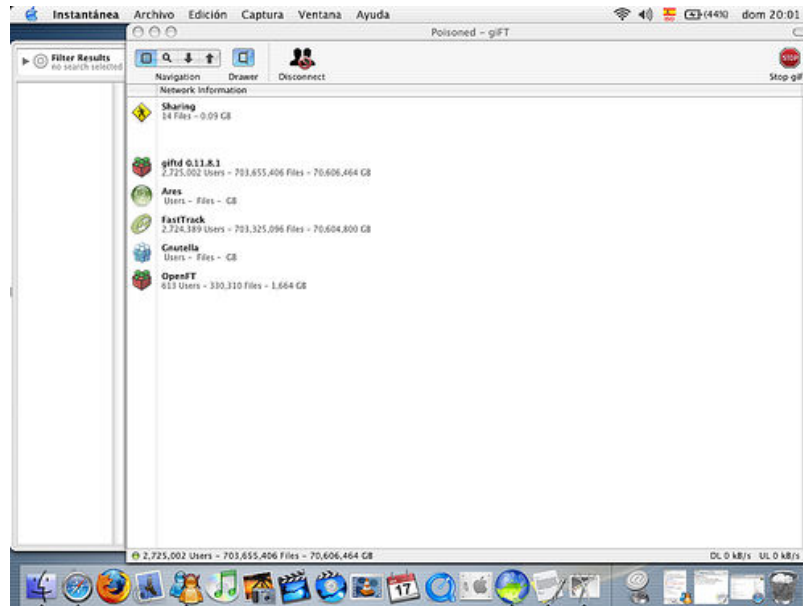 Instantánea Archivo Edición Captura Ventana Ayuda (44%) dom 20:01
Poisoned - giFT
Filter Results
no search selected
Navigation Drawer Disconnect Stop giF
STOP
Network Information
Sharing
14 Files - 0.09 GB
giftd 0.11.8.1
2,725,002 Users - 703,655,406 Files - 70,606,464 GB
Ares
Users - Files - GB
FastTrack
2,724,389 Users - 703,325,096 Files - 70,604,800 GB
Gnutella
Users - Files - GB
OpenFT
613 Users - 330,310 Files - 1,664 GB
2,725,002 Users - 703,655,406 Files - 70,606,464 GB DL 0 kB/s UL 0 kB/s
17